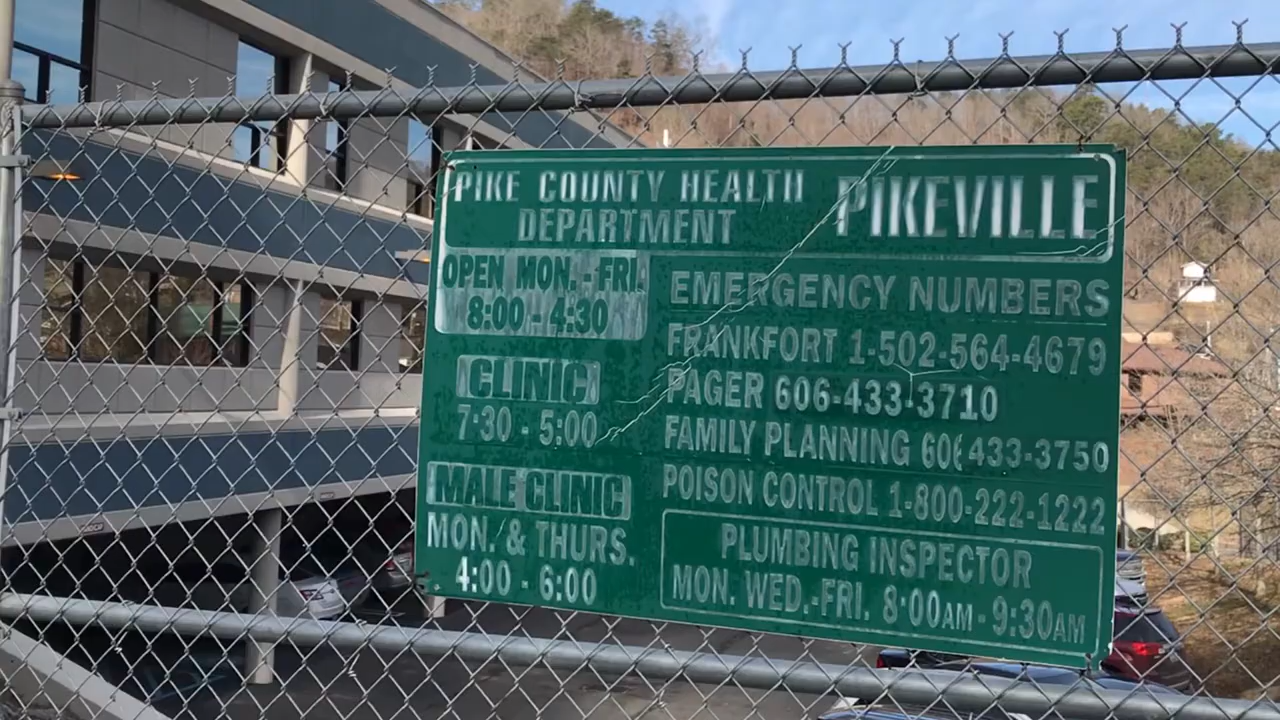 PIKE COUNTY HEALTH
DEPARTMENT
PIKEVILLE
OPEN MON.-FRI.
8:00 - 4:30
CLINIC
7:30 - 5:00
MALE CLINIC
MON. & THURS.
4:00 - 6:00
EMERGENCY NUMBERS
FRANKFORT 1-502-564-4679
PAGER 606-433-3710
FAMILY PLANNING 606 433-3750
POISON CONTROL 1-800-222-1222
PLUMBING INSPECTOR
MON. WED.-FRI. 8:00AM - 9:30AM